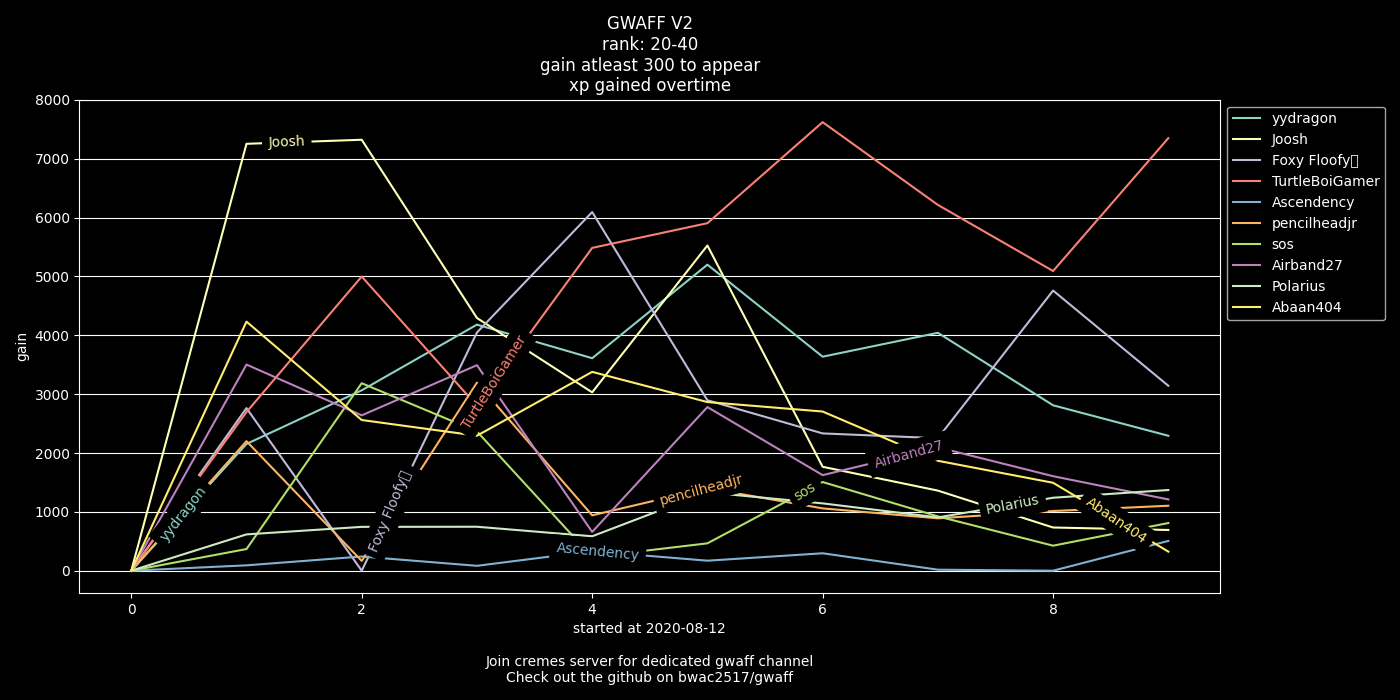 GWAFF V2
rank: 20-40
gain atleast 300 to appear
xp gained overtime
8000
7000
6000
5000
4000
3000
2000
1000
0
gain
Joosh
yydragon
Foxy Floofy▯
TurtleBoiGamer
Ascendency
pencilheadjr
sos
Airband27
Polarius
Abaan404
yydragon
Joosh
Foxy Floofy▯
TurtleBoiGamer
Ascendency
pencilheadjr
sos
Airband27
Polarius
Abaan404
0 2 4 6 8
started at 2020-08-12
Join cremes server for dedicated gwaff channel
Check out the github on bwac2517/gwaff